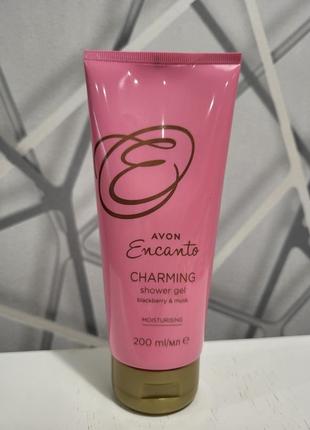 E
AVON
Encanto
CHARMING
shower gel
blackberry & musk
MOISTURISING
200 ml/мл ℮